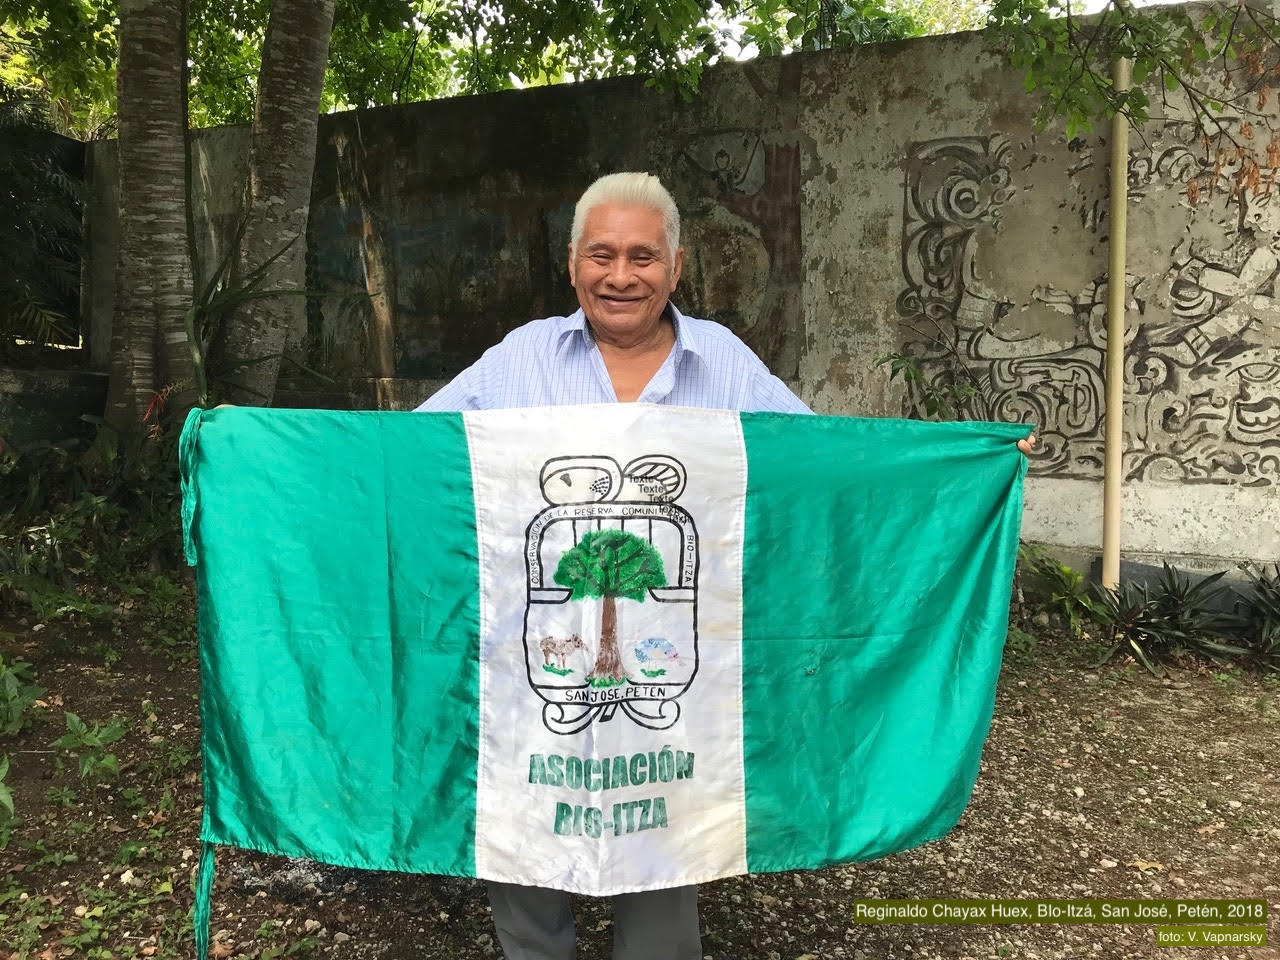 Texte
Texte
Texte
Texte
CONSERVACION DE LA RESERVA COMUNITARIA BIO-ITZA
SAN JOSE, PETEN
ASOCIACIÓN
BIO-ITZA
Reginaldo Chayax Huex, BIo-Itzá, San José, Petén, 2018
foto: V. Vapnarsky